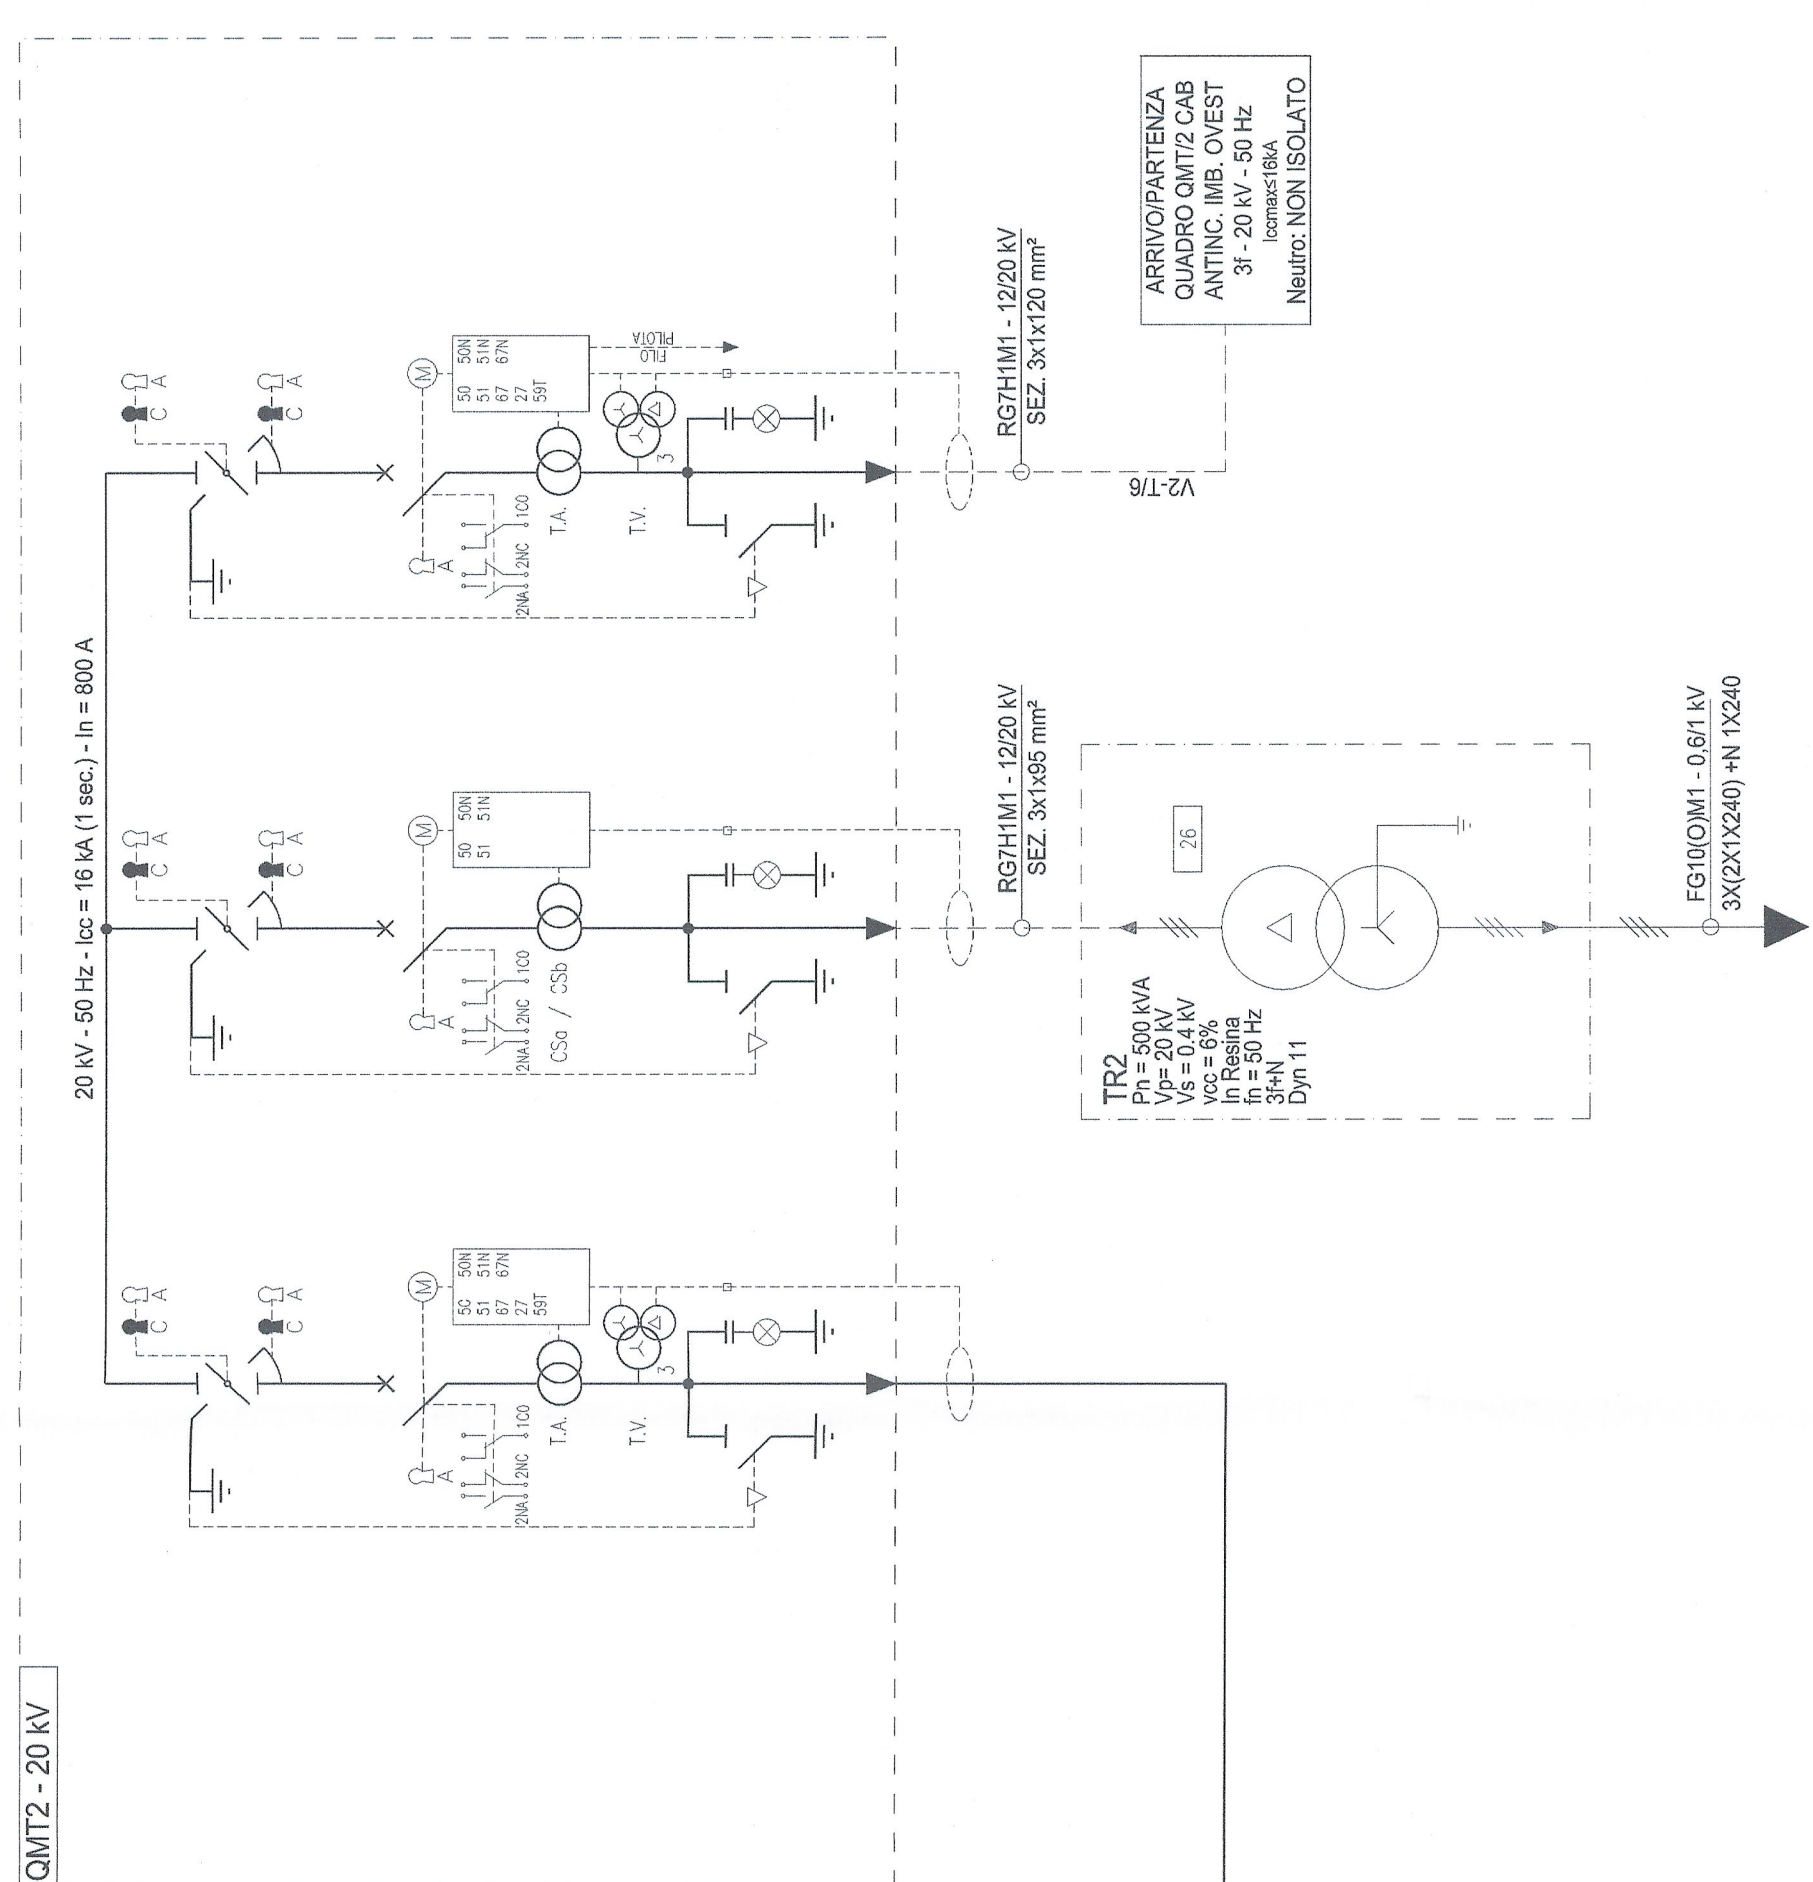 QMT2 - 20 kV
20 kV - 50 Hz - Icc = 16 kA (1 sec.) - In = 800 A
C A
C A
M
A
2NA 2NC 1CO
5C 50N
51 51N
67 67N
27
59T
T.A.
T.V.
3
C A
C A
M
A
2NA 2NC 1CO
50 50N
51 51N
CSa / CSb
RG7H1M1 - 12/20 kV
SEZ. 3x1x95 mm²
TR2
Pn = 500 kVA
Vp= 20 kV
Vs = 0.4 kV
vcc = 6%
In Resina
fn = 50 Hz
3f+N
Dyn 11
26
FG10(O)M1 - 0,6/1 kV
3X(2X1X240) +N 1X240
C A
C A
M
A
2NA 2NC 1CO
50 50N
51 51N
67 67N
27
59T
T.A.
T.V.
3
FILO
PILOTA
RG7H1M1 - 12/20 kV
SEZ. 3x1x120 mm²
V2-T/6
ARRIVO/PARTENZA
QUADRO QMT/2 CAB
ANTINC. IMB. OVEST
3f - 20 kV - 50 Hz
Iccmax≤16kA
Neutro: NON ISOLATO